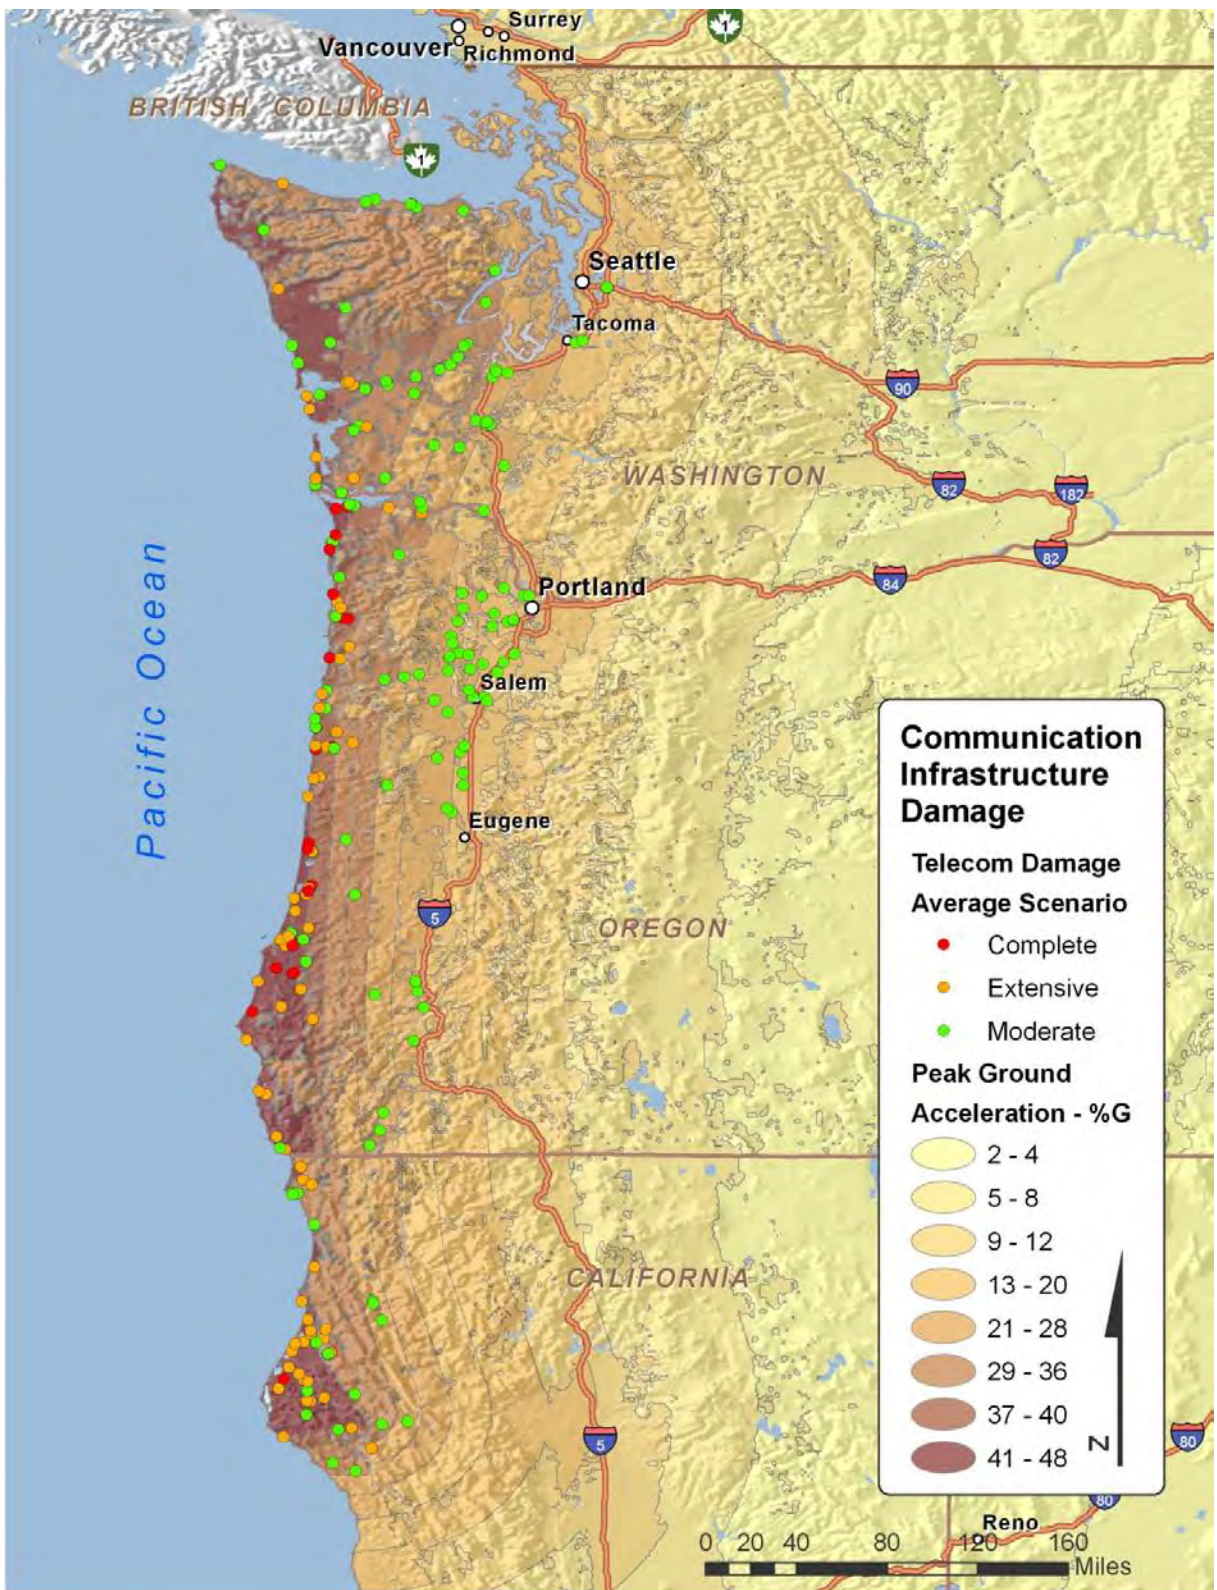 Surrey
1
Vancouver
Richmond
BRITISH COLUMBIA
1
Seattle
Tacoma
90
WASHINGTON
82
182
82
84
Portland
Pacific Ocean
Salem
Eugene
5
OREGON
CALIFORNIA
5
Communication
Infrastructure
Damage
Telecom Damage
Average Scenario
Complete
Extensive
Moderate
Peak Ground
Acceleration - %G
2 - 4
5 - 8
9 - 12
13 - 20
21 - 28
29 - 36
37 - 40
41 - 48
N
80
80
Reno
0 20 40 80 120 160
Miles